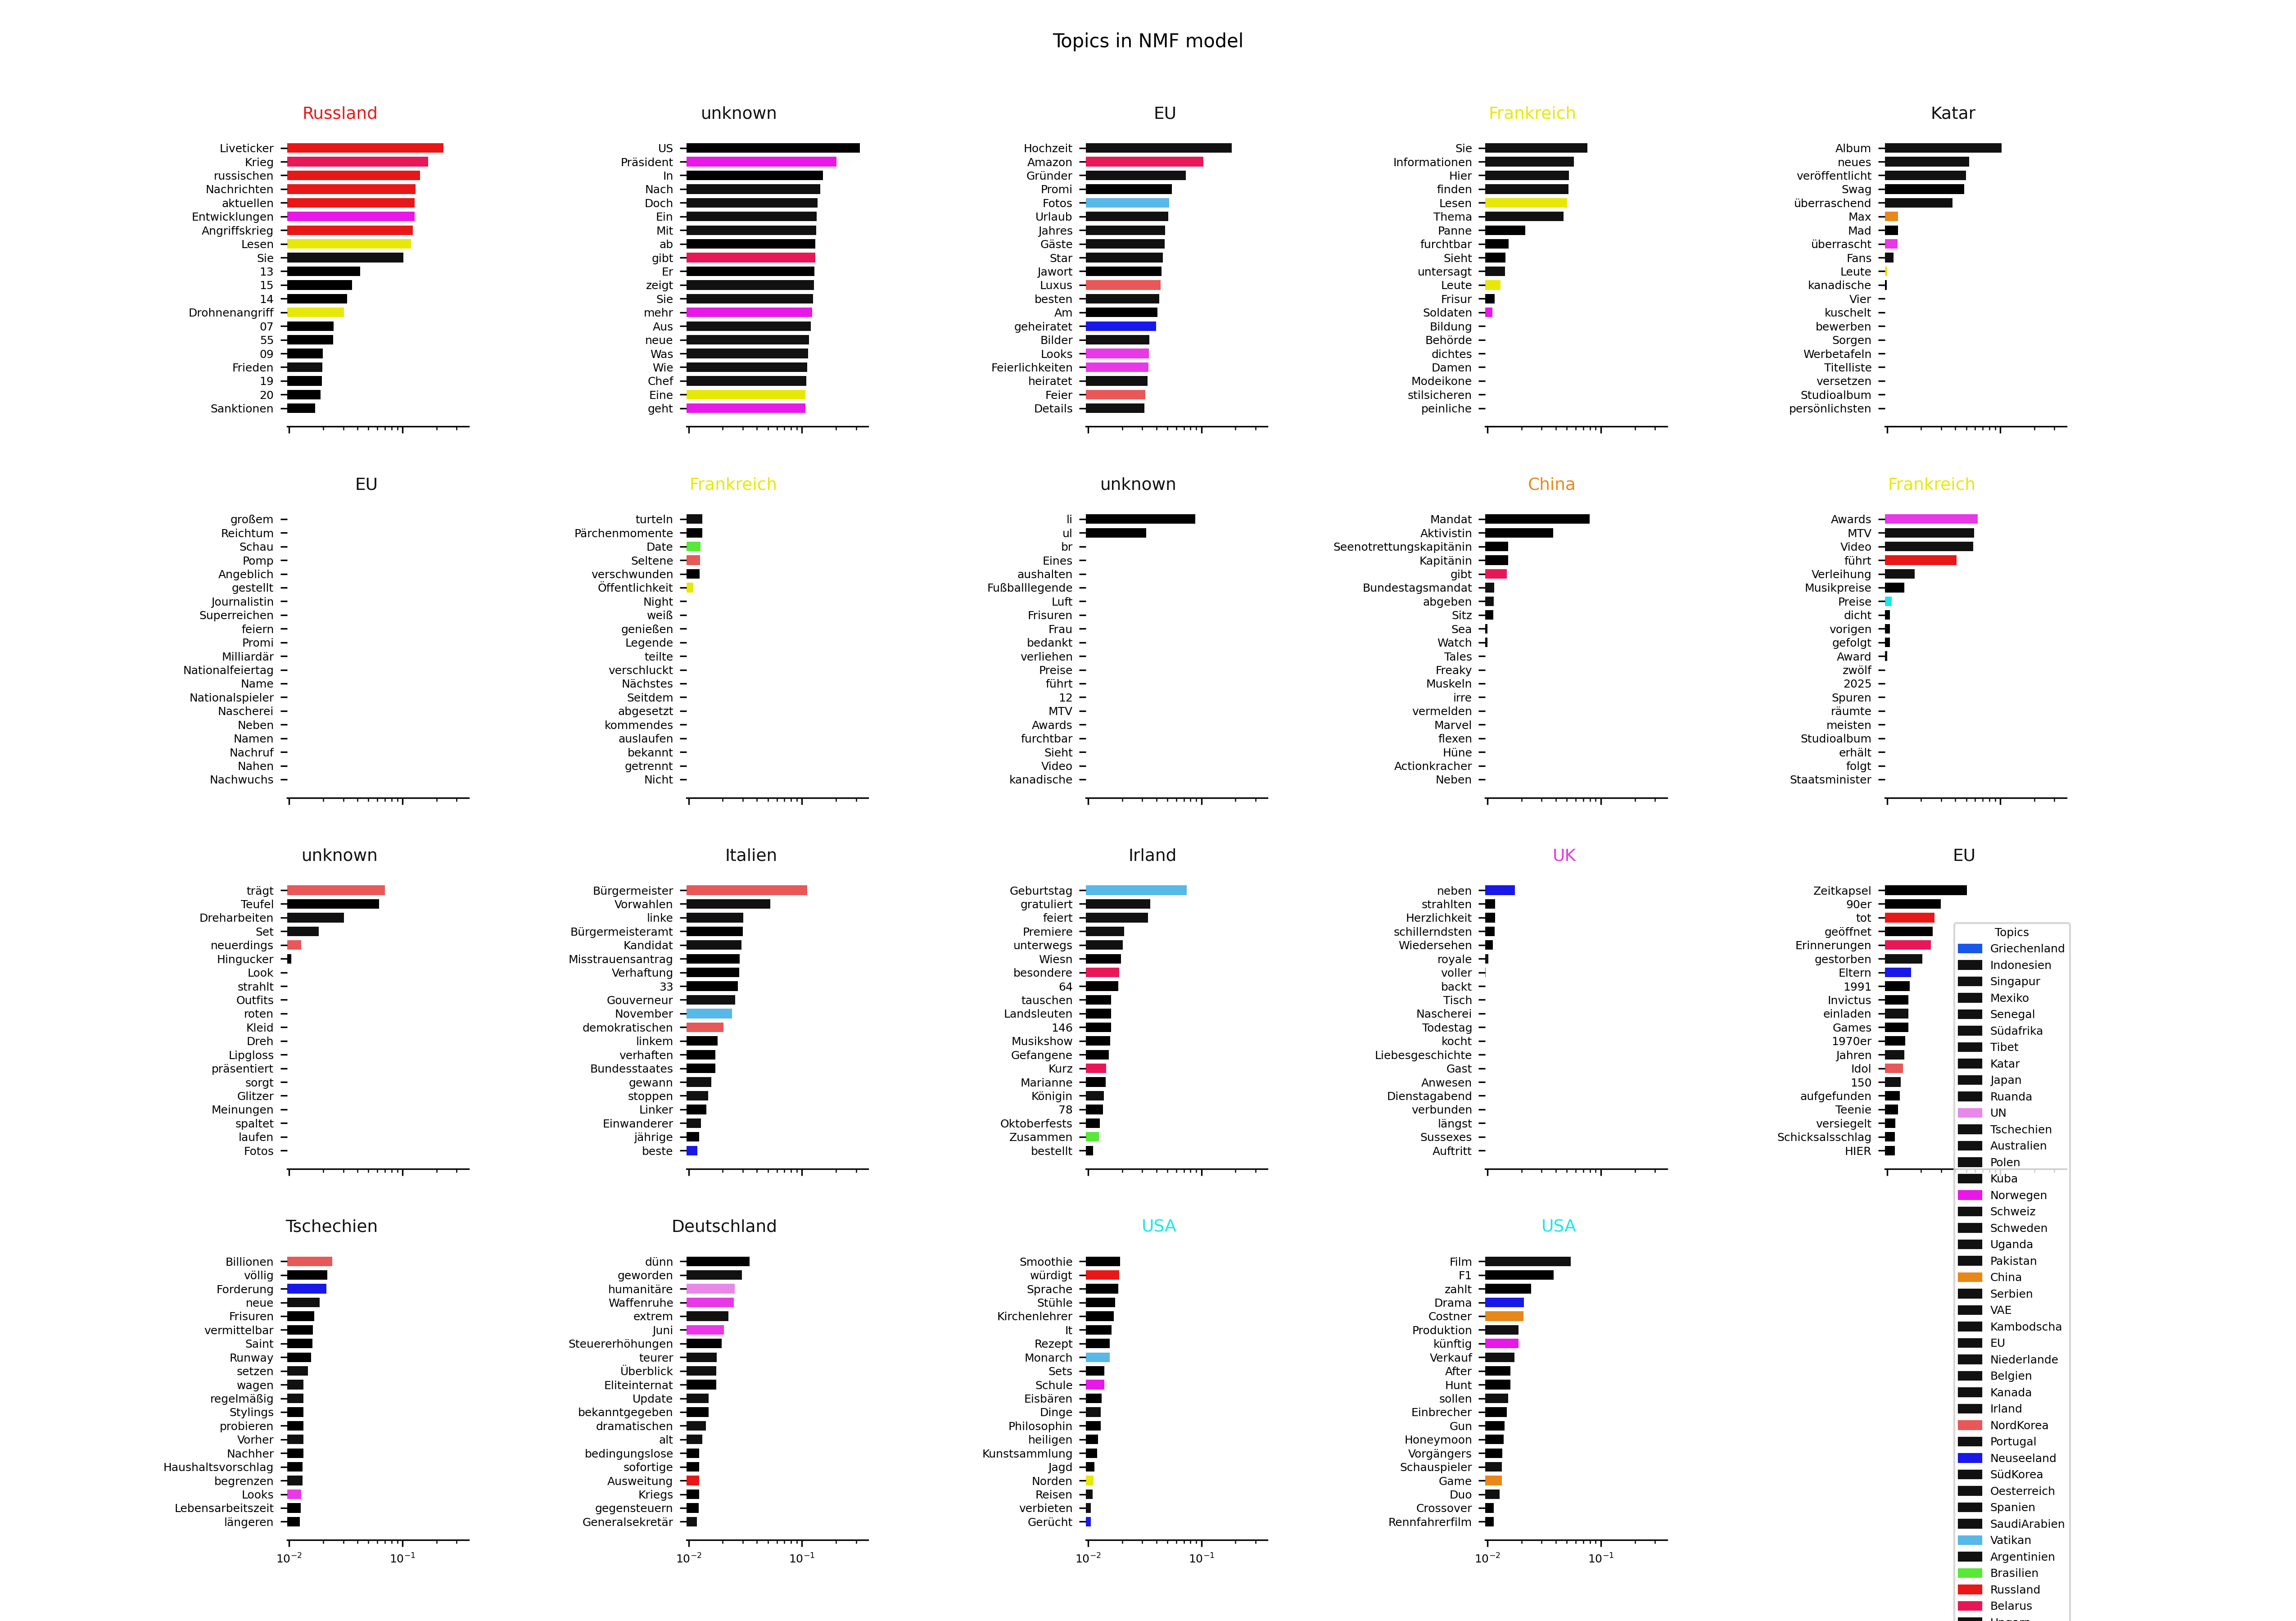 Topics in NMF model
Russland
Liveticker
Krieg
russischen
Nachrichten
aktuellen
Entwicklungen
Angriffskrieg
Lesen
Sie
13
15
14
Drohnenangriff
07
55
09
Frieden
19
20
Sanktionen
unknown
US
Präsident
In
Nach
Doch
Ein
Mit
ab
gibt
Er
zeigt
Sie
mehr
Aus
neue
Was
Wie
Chef
Eine
geht
EU
Hochzeit
Amazon
Gründer
Promi
Fotos
Urlaub
Jahres
Gäste
Star
Jawort
Luxus
besten
Am
geheiratet
Bilder
Looks
Feierlichkeiten
heiratet
Feier
Details
Frankreich
Sie
Informationen
Hier
finden
Lesen
Thema
Panne
furchtbar
Sieht
untersagt
Leute
Frisur
Soldaten
Bildung
Behörde
dichtes
Damen
Modeikone
stilsicheren
peinliche
Katar
Album
neues
veröffentlicht
Swag
überraschend
Max
Mad
überrascht
Fans
Leute
kanadische
Vier
kuschelt
bewerben
Sorgen
Werbetafeln
Titelliste
versetzen
Studioalbum
persönlichsten
EU
großem
Reichtum
Schau
Pomp
Angeblich
gestellt
Journalistin
Superreichen
feiern
Promi
Milliardär
Nationalfeiertag
Name
Nationalspieler
Nascherei
Neben
Namen
Nachruf
Nahen
Nachwuchs
Frankreich
turteln
Pärchenmomente
Date
Seltene
verschwunden
Öffentlichkeit
Night
weiß
genießen
Legende
teilte
verschluckt
Nächstes
Seitdem
abgesetzt
kommendes
auslaufen
bekannt
getrennt
Nicht
unknown
li
ul
br
Eines
aushalten
Fußballlegende
Luft
Frisuren
Frau
bedankt
verliehen
Preise
führt
12
MTV
Awards
furchtbar
Sieht
Video
kanadische
China
Mandat
Aktivistin
Seenotrettungskapitänin
Kapitänin
gibt
Bundestagsmandat
abgeben
Sitz
Sea
Watch
Tales
Freaky
Muskeln
irre
vermelden
Marvel
flexen
Hüne
Actionkracher
Neben
Frankreich
Awards
MTV
Video
führt
Verleihung
Musikpreise
Preise
dicht
vorigen
gefolgt
Award
zwölf
2025
Spuren
räumte
meisten
Studioalbum
erhält
folgt
Staatsminister
unknown
trägt
Teufel
Dreharbeiten
Set
neuerdings
Hingucker
Look
strahlt
Outfits
roten
Kleid
Dreh
Lipgloss
präsentiert
sorgt
Glitzer
Meinungen
spaltet
laufen
Fotos
Italien
Bürgermeister
Vorwahlen
linke
Bürgermeisteramt
Kandidat
Misstrauensantrag
Verhaftung
33
Gouverneur
November
demokratischen
linkem
verhaften
Bundesstaates
gewann
stoppen
Linker
Einwanderer
jährige
beste
Irland
Geburtstag
gratuliert
feiert
Premiere
unterwegs
Wiesn
besondere
64
tauschen
Landsleuten
146
Musikshow
Gefangene
Kurz
Marianne
Königin
78
Oktoberfests
Zusammen
bestellt
UK
neben
strahlten
Herzlichkeit
schillerndsten
Wiedersehen
royale
voller
backt
Tisch
Nascherei
Todestag
kocht
Liebesgeschichte
Gast
Anwesen
Dienstagabend
verbunden
längst
Sussexes
Auftritt
EU
Zeitkapsel
90er
tot
geöffnet
Erinnerungen
gestorben
Eltern
1991
Invictus
einladen
Games
1970er
Jahren
Idol
150
aufgefunden
Teenie
versiegelt
Schicksalsschlag
HIER
Tschechien
Billionen
völlig
Forderung
neue
Frisuren
vermittelbar
Saint
Runway
setzen
wagen
regelmäßig
Stylings
probieren
Vorher
Nachher
Haushaltsvorschlag
begrenzen
Looks
Lebensarbeitszeit
längeren
10⁻² 10⁻¹
Deutschland
dünn
geworden
humanitäre
Waffenruhe
extrem
Juni
Steuererhöhungen
teurer
Überblick
Eliteinternat
Update
bekanntgegeben
dramatischen
alt
bedingungslose
sofortige
Ausweitung
Kriegs
gegensteuern
Generalsekretär
10⁻² 10⁻¹
USA
Smoothie
würdigt
Sprache
Stühle
Kirchenlehrer
It
Rezept
Monarch
Sets
Schule
Eisbären
Dinge
Philosophin
heiligen
Kunstsammlung
Jagd
Norden
Reisen
verbieten
Gerücht
10⁻² 10⁻¹
USA
Film
F1
zahlt
Drama
Costner
Produktion
künftig
Verkauf
After
Hunt
sollen
Einbrecher
Gun
Honeymoon
Vorgängers
Schauspieler
Game
Duo
Crossover
Rennfahrerfilm
10⁻² 10⁻¹
Topics
Griechenland
Indonesien
Singapur
Mexiko
Senegal
Südafrika
Tibet
Katar
Japan
Ruanda
UN
Tschechien
Australien
Polen
Kuba
Norwegen
Schweiz
Schweden
Uganda
Pakistan
China
Serbien
VAE
Kambodscha
EU
Niederlande
Belgien
Kanada
Irland
NordKorea
Portugal
Neuseeland
SüdKorea
Oesterreich
Spanien
SaudiArabien
Vatikan
Argentinien
Brasilien
Russland
Belarus